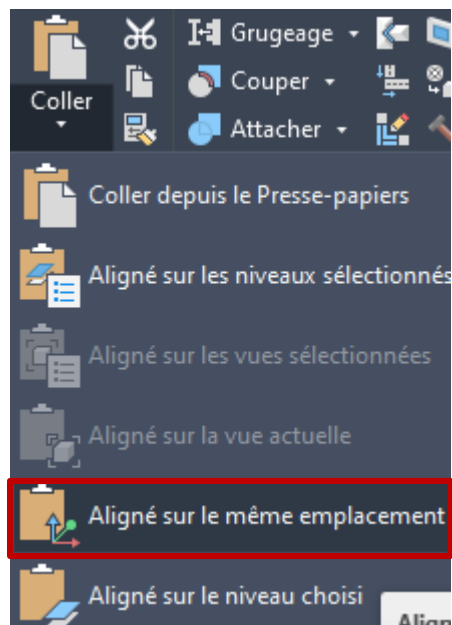 Grugeage
Couper
Coller
Attacher
Coller depuis le Presse-papiers
Aligné sur les niveaux sélectionnés
Aligné sur les vues sélectionnées
Aligné sur la vue actuelle
Aligné sur le même emplacement
Aligné sur le niveau choisi
Align